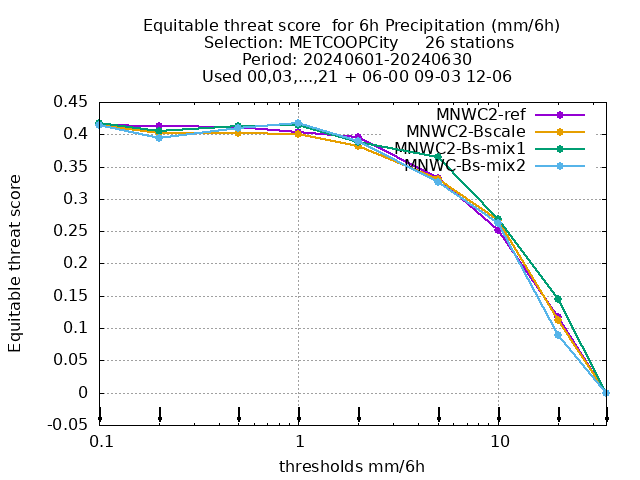 Equitable threat score  for 6h Precipitation (mm/6h)
Selection: METCOOPCity     26 stations
Period: 20240601-20240630
Used 00,03,...,21 + 06-00 09-03 12-06
MNWC2-ref
MNWC2-Bscale
MNWC2-Bs-mix1
MNWC-Bs-mix2
Equitable threat score
0.45
0.4
0.35
0.3
0.25
0.2
0.15
0.1
0.05
0
-0.05
0.1 1 10
thresholds mm/6h